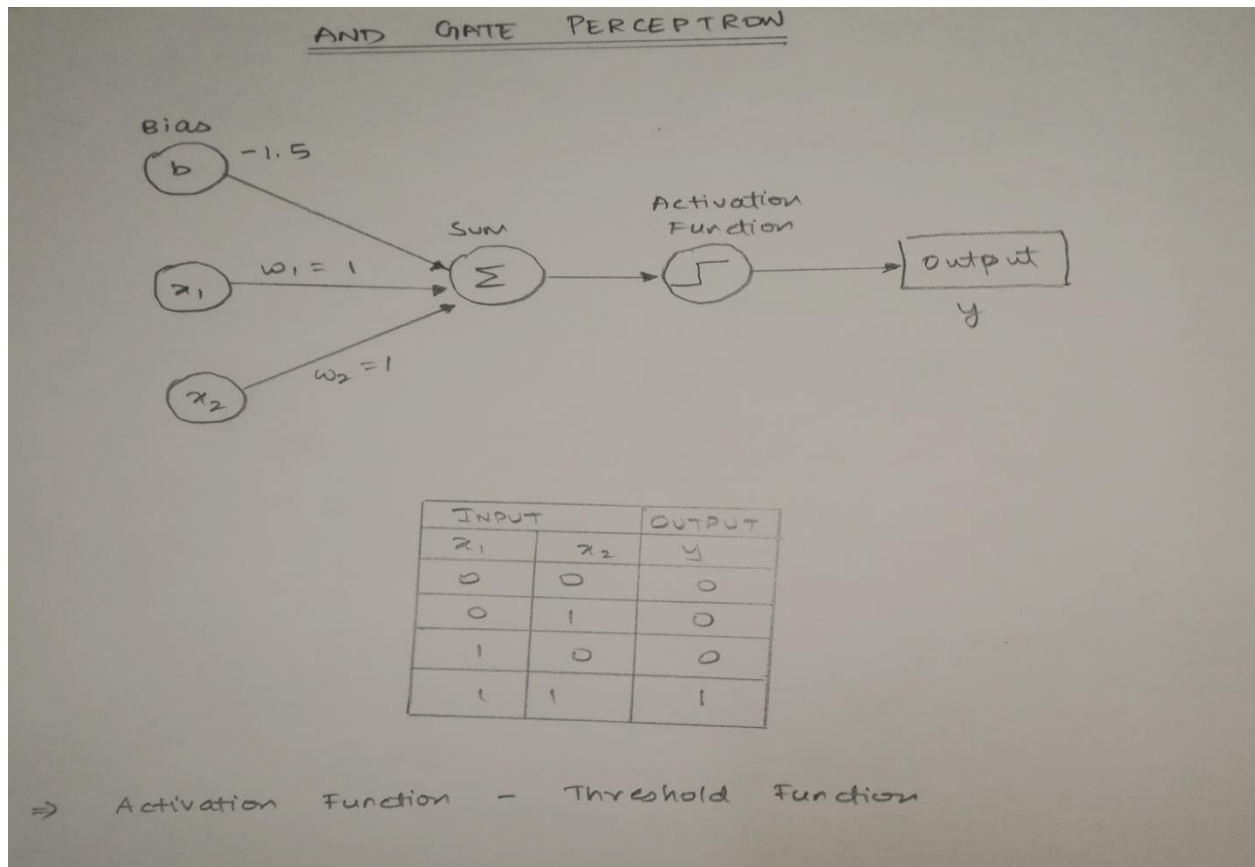 AND GATE PERCEPTRON
Bias
b -1.5
Activation
Function
Sum
x₁ w₁ = 1 Σ output
y
x₂ w₂ = 1
INPUT OUTPUT
x₁ x₂ y
0 0 0
0 1 0
1 0 0
1 1 1
⇒ Activation Function - Threshold Function